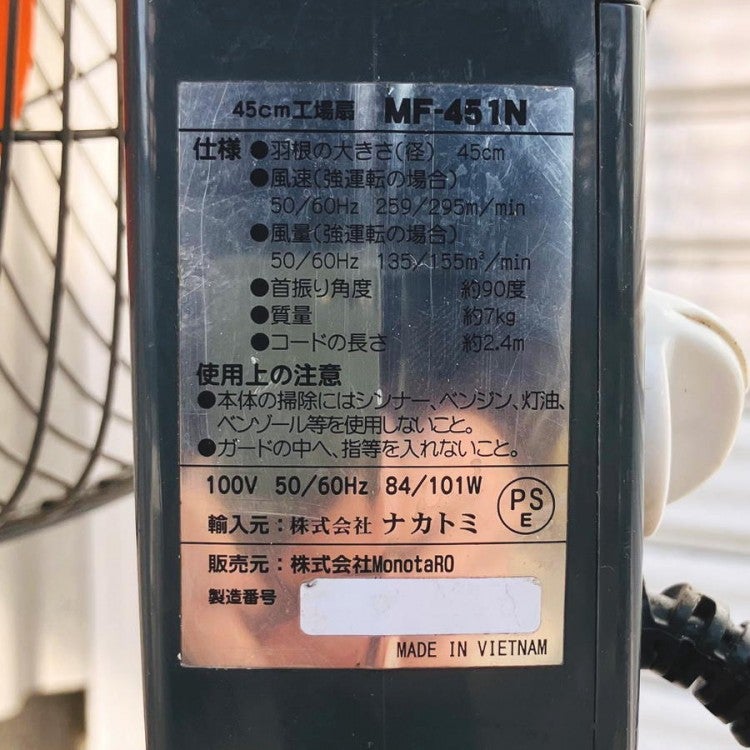 45cm工場扇 MF-451N
仕様 ●羽根の大きさ(径) 45cm
●風速(強運転の場合)
50/60Hz 259/295m/min
●風量(強運転の場合)
50/60Hz 135/155m³/min
●首振り角度 約90度
●質量 約7kg
●コードの長さ 約2.4m
使用上の注意
●本体の掃除にはシンナー、ベンジン、灯油、
ベンゾール等を使用しないこと。
●ガードの中へ、指等を入れないこと。
100V 50/60Hz 84/101W
PS
E
輸入元：株式会社 ナカトミ
販売元：株式会社MonotaRO
製造番号
MADE IN VIETNAM